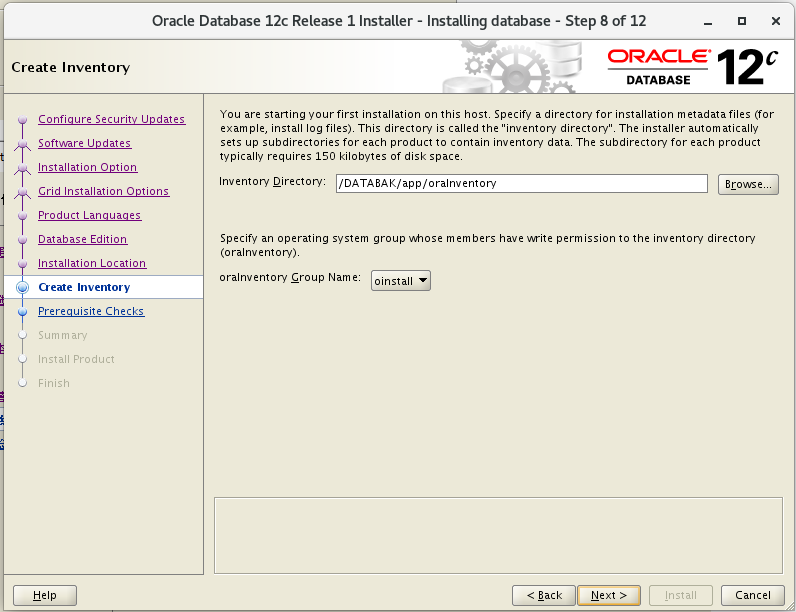 Oracle Database 12c Release 1 Installer - Installing database - Step 8 of 12
Create Inventory
ORACLE®
DATABASE
12c
Configure Security Updates
Software Updates
Installation Option
Grid Installation Options
Product Languages
Database Edition
Installation Location
Create Inventory
Prerequisite Checks
Summary
Install Product
Finish
You are starting your first installation on this host. Specify a directory for installation metadata files (for
example, install log files). This directory is called the "inventory directory". The installer automatically
sets up subdirectories for each product to contain inventory data. The subdirectory for each product
typically requires 150 kilobytes of disk space.
Inventory Directory: /DATABAK/app/oraInventory Browse...
Specify an operating system group whose members have write permission to the inventory directory
(oraInventory).
oraInventory Group Name: oinstall
Help < Back Next > Install Cancel